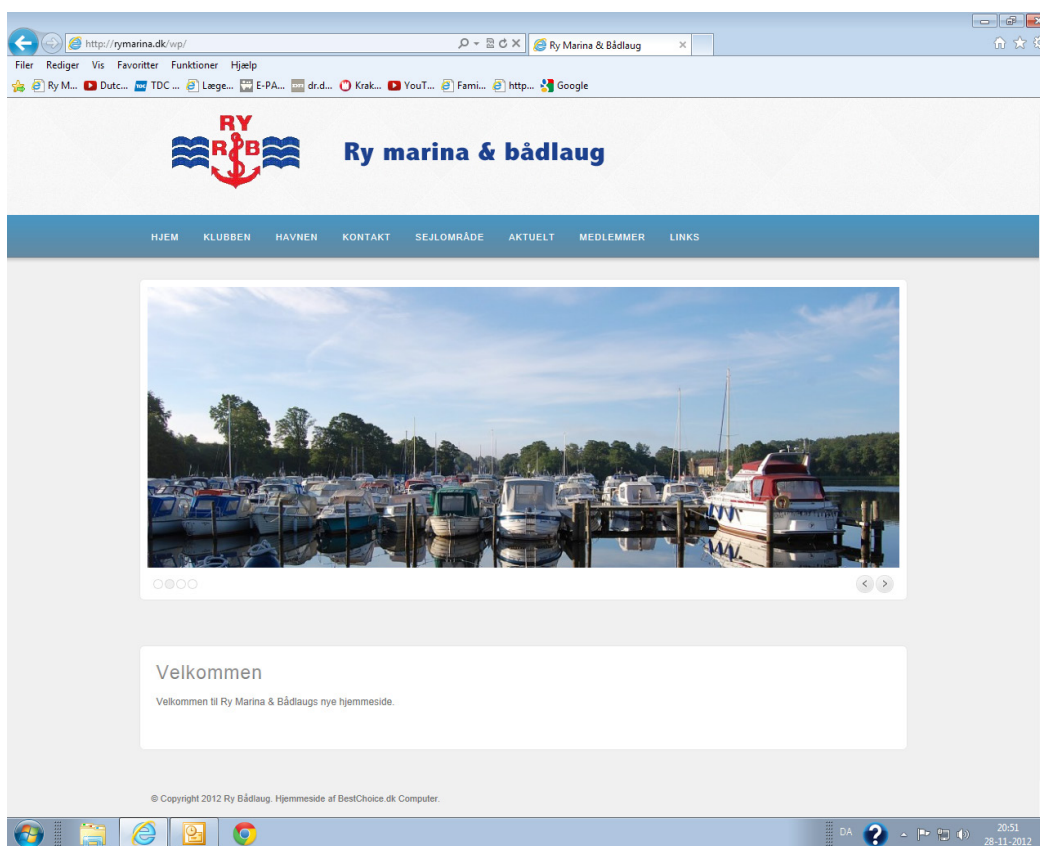 http://rymarina.dk/wp/
Ry Marina & Bådlaug
Filer Rediger Vis Favoritter Funktioner Hjælp
Ry M... Dutc... TDC ... Læge... E-PA... dr.d... Krak... YouT... Fami... http... Google
RY
R B
Ry marina & bådlaug
HJEM KLUBBEN HAVNEN KONTAKT SEJLOMRÅDE AKTUELT MEDLEMMER LINKS
Velkommen
Velkommen til Ry Marina & Bådlaugs nye hjemmeside.
© Copyright 2012 Ry Bådlaug. Hjemmeside af BestChoice.dk Computer.
DA
20:51
28-11-2012